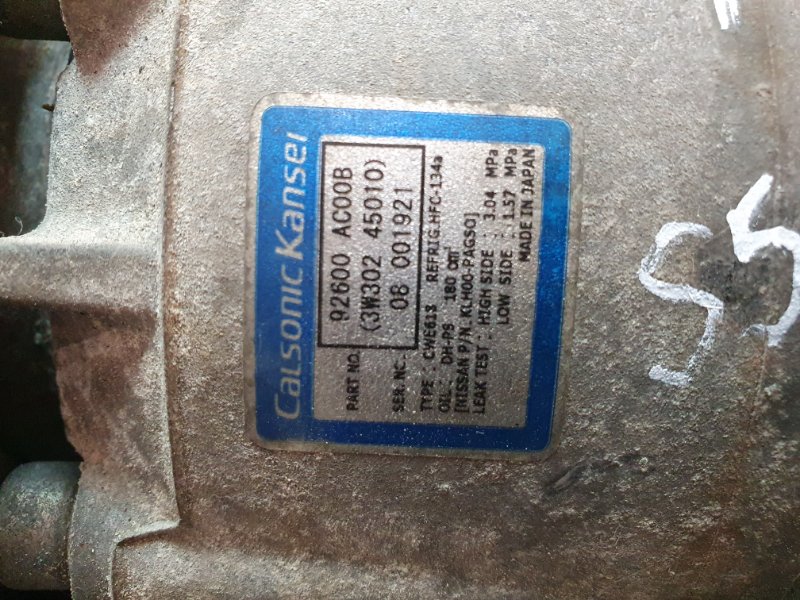 Calsonic Kansei
PART NO. 92600 AC00B
(3W302 45010)
SER. NO. 08 001921
TYPE : CWE613 REFRIG.HFC-134a
OIL : DH-PS 180 cm³
[NISSAN P/N. KLH00-PAGS0]
LEAK TEST : HIGH SIDE : 3.04 MPa
LOW SIDE : 1.57 MPa
MADE IN JAPAN
55